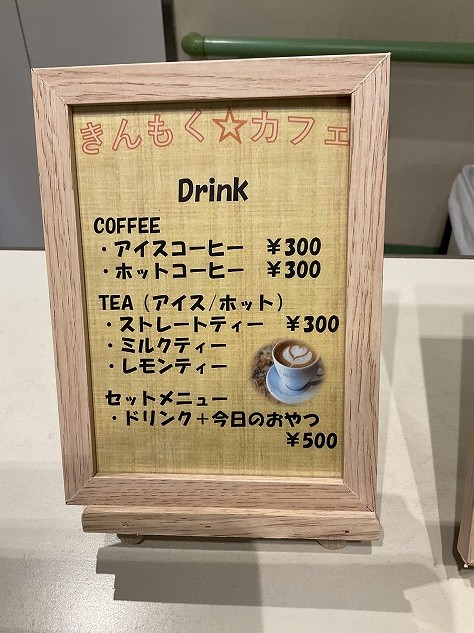 きんもく☆カフェ
Drink
COFFEE
・アイスコーヒー ¥300
・ホットコーヒー ¥300
TEA（アイス/ホット）
・ストレートティー ¥300
・ミルクティー
・レモンティー
セットメニュー
・ドリンク＋今日のおやつ
¥500